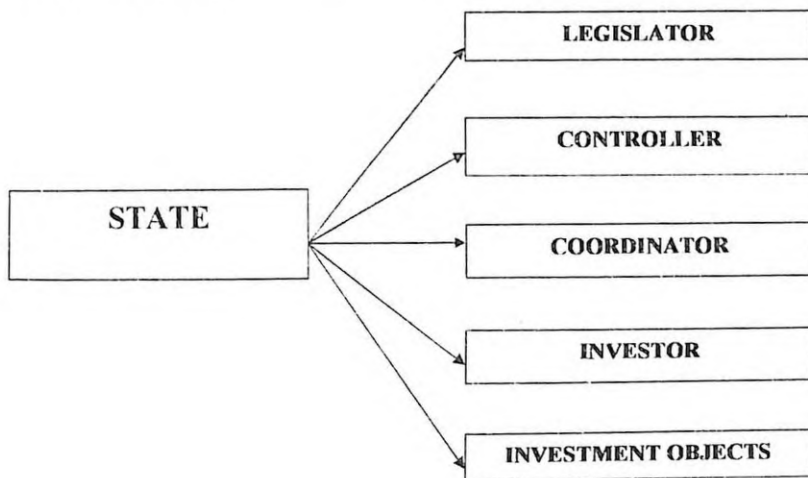 LEGISLATOR
CONTROLLER
STATE
COORDINATOR
INVESTOR
INVESTMENT OBJECTS